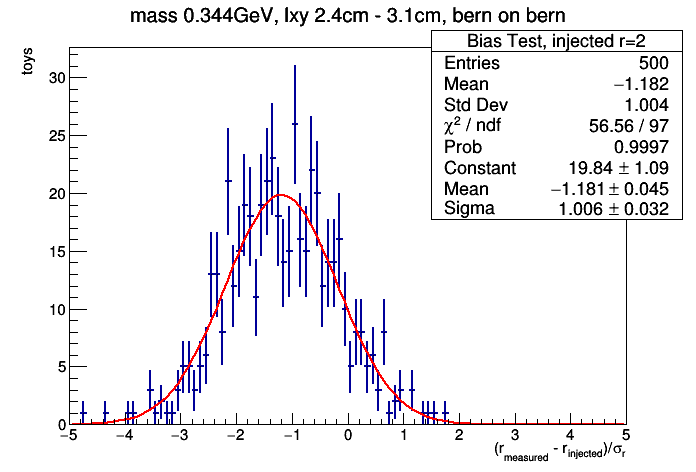 mass 0.344GeV, lxy 2.4cm - 3.1cm, bern on bern
toys
Bias Test, injected r=2
Entries 500
Mean −1.182
Std Dev 1.004
χ² / ndf 56.56 / 97
Prob 0.9997
Constant 19.84 ± 1.09
Mean −1.181 ± 0.045
Sigma 1.006 ± 0.032
30
25
20
15
10
5
0
−5 −4 −3 −2 −1 0 1 2 3 4 5
(r_measured - r_injected)/σ_r